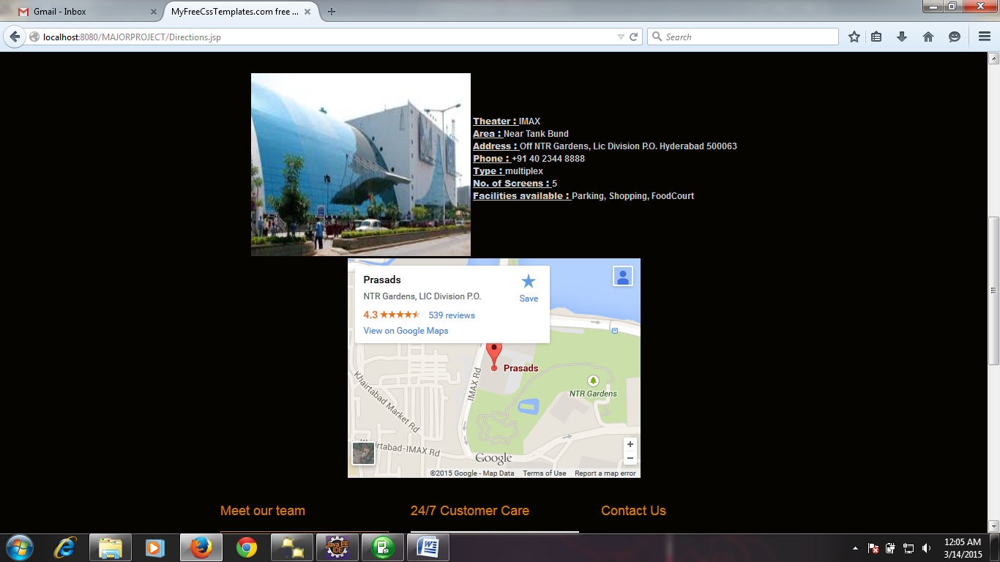 Gmail - Inbox
MyFreeCssTemplates.com free ...
localhost:8080/MAJORPROJECT/Directions.jsp
Search
Theater : IMAX
Area : Near Tank Bund
Address : Off NTR Gardens, Lic Division P.O. Hyderabad 500063
Phone : +91 40 2344 8888
Type : multiplex
No. of Screens : 5
Facilities available : Parking, Shopping, FoodCourt
Prasads
Save
NTR Gardens, LIC Division P.O.
4.3 539 reviews
View on Google Maps
Prasads
IMAX Rd
NTR Gardens
Khairtabad Market Rd
Khairtabad-IMAX Rd
Google
©2015 Google - Map Data Terms of Use Report a map error
Meet our team
24/7 Customer Care
Contact Us
Java EE
IDE
12:05 AM
3/14/2015